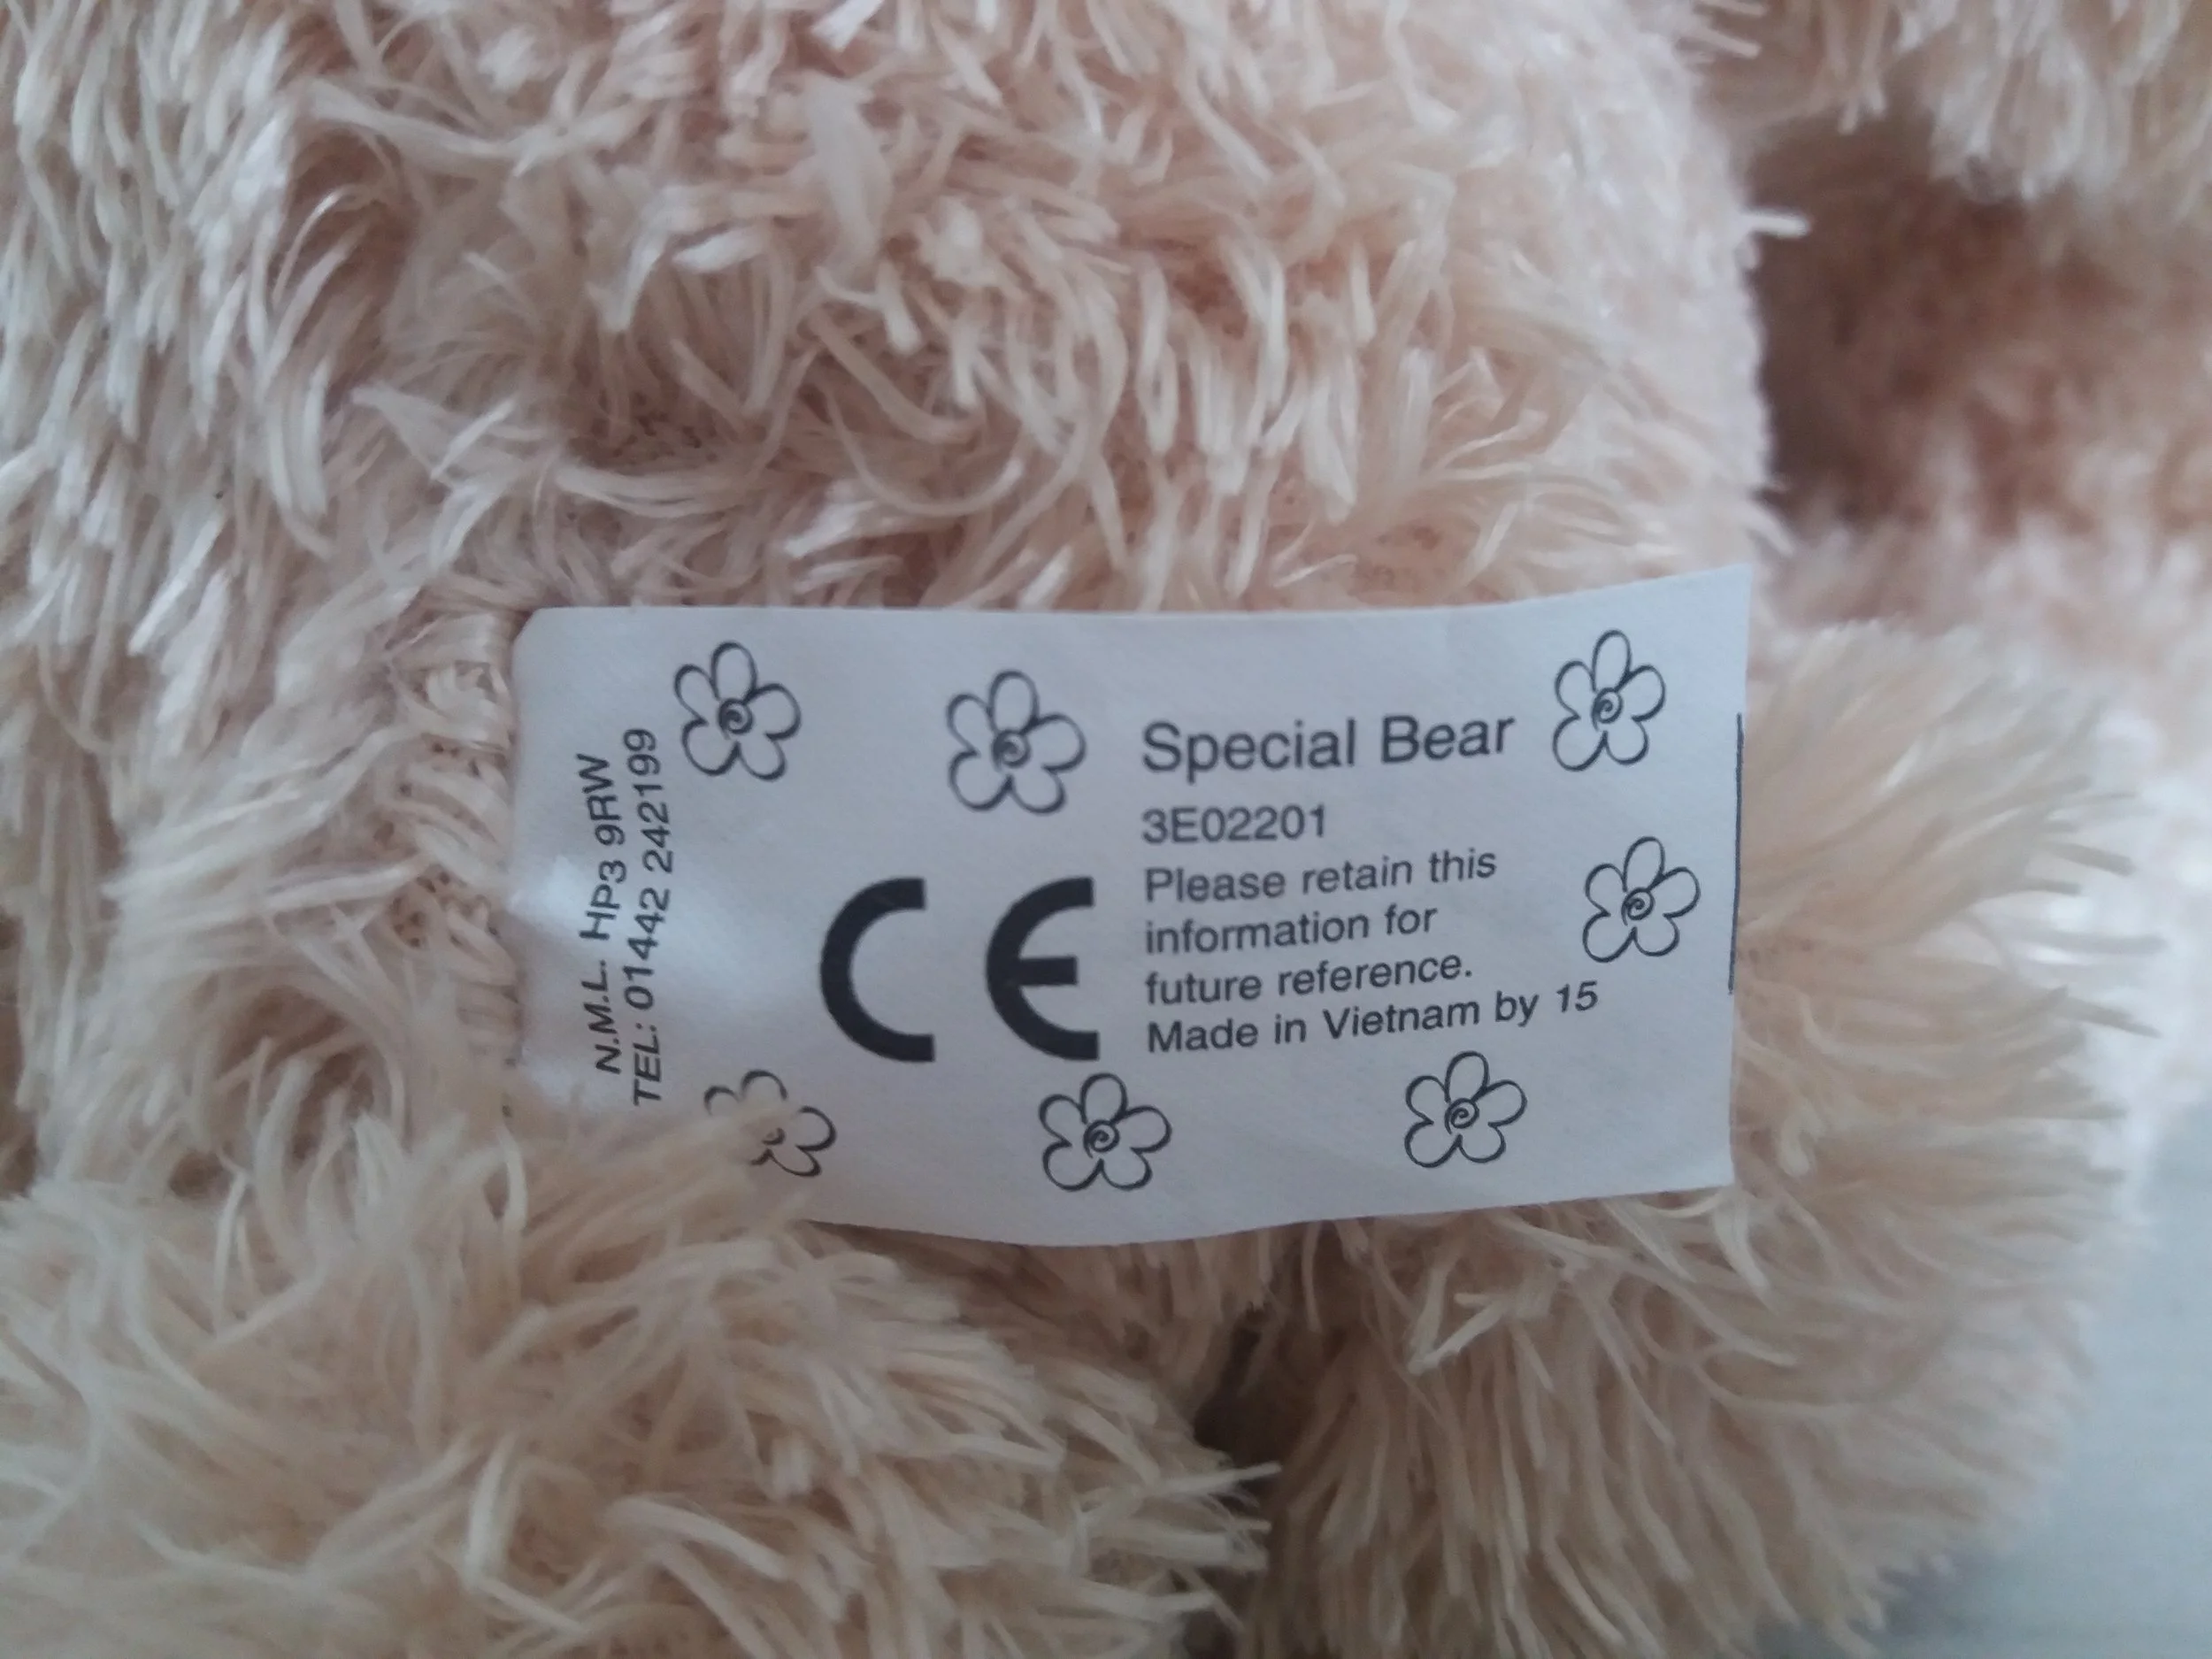 N.M.L. HP3 9RW
TEL: 01442 242199
CE
Special Bear
3E02201
Please retain this
information for
future reference.
Made in Vietnam by 15